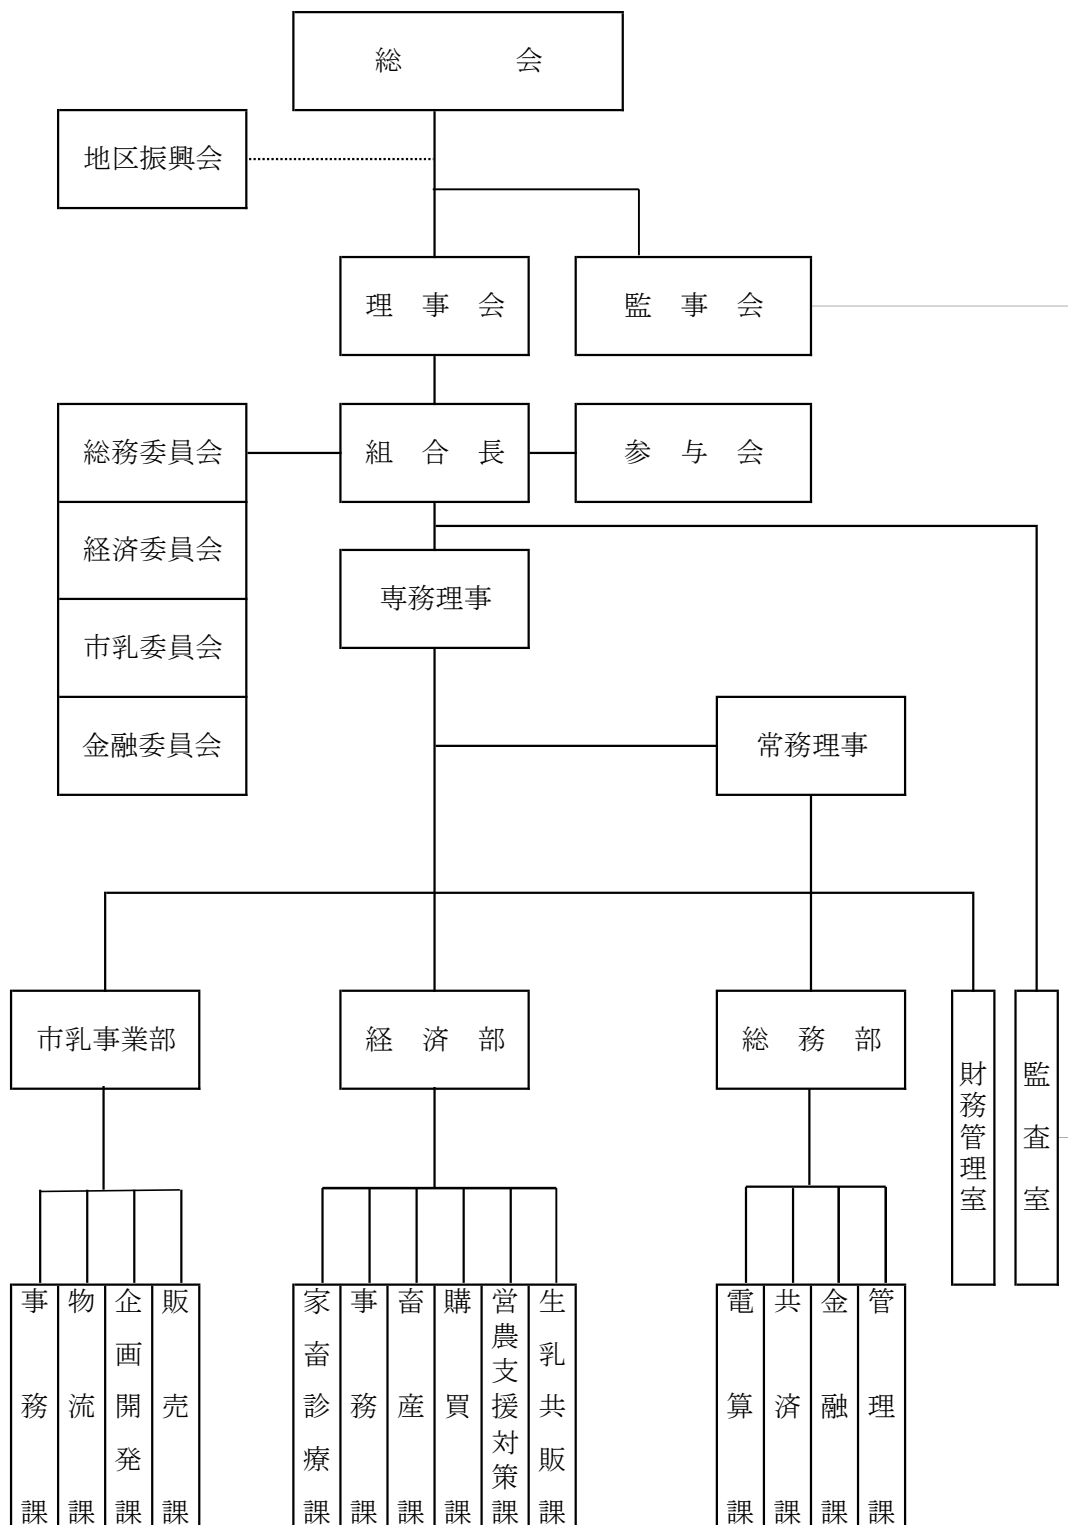 総会
地区振興会
理事会
監事会
総務委員会
組合長
参与会
経済委員会
専務理事
市乳委員会
金融委員会
常務理事
市乳事業部
経済部
総務部
財務管理室
監査室
事務課
物流課
企画開発課
販売課
家畜診療課
事務課
畜産課
購買課
営農支援対策課
生乳共販課
電算課
共済課
金融課
管理課